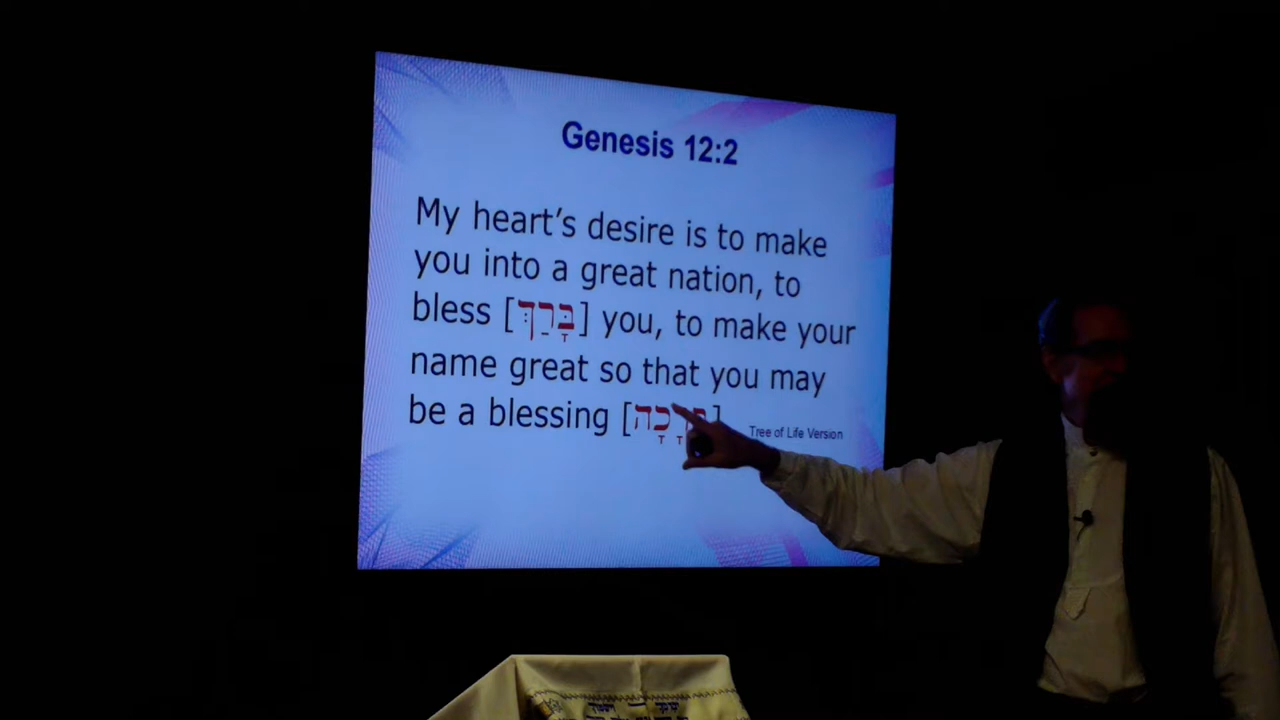 Genesis 12:2
My heart's desire is to make
you into a great nation, to
bless [בָּרַךְ] you, to make your
name great so that you may
be a blessing
Tree of Life Version